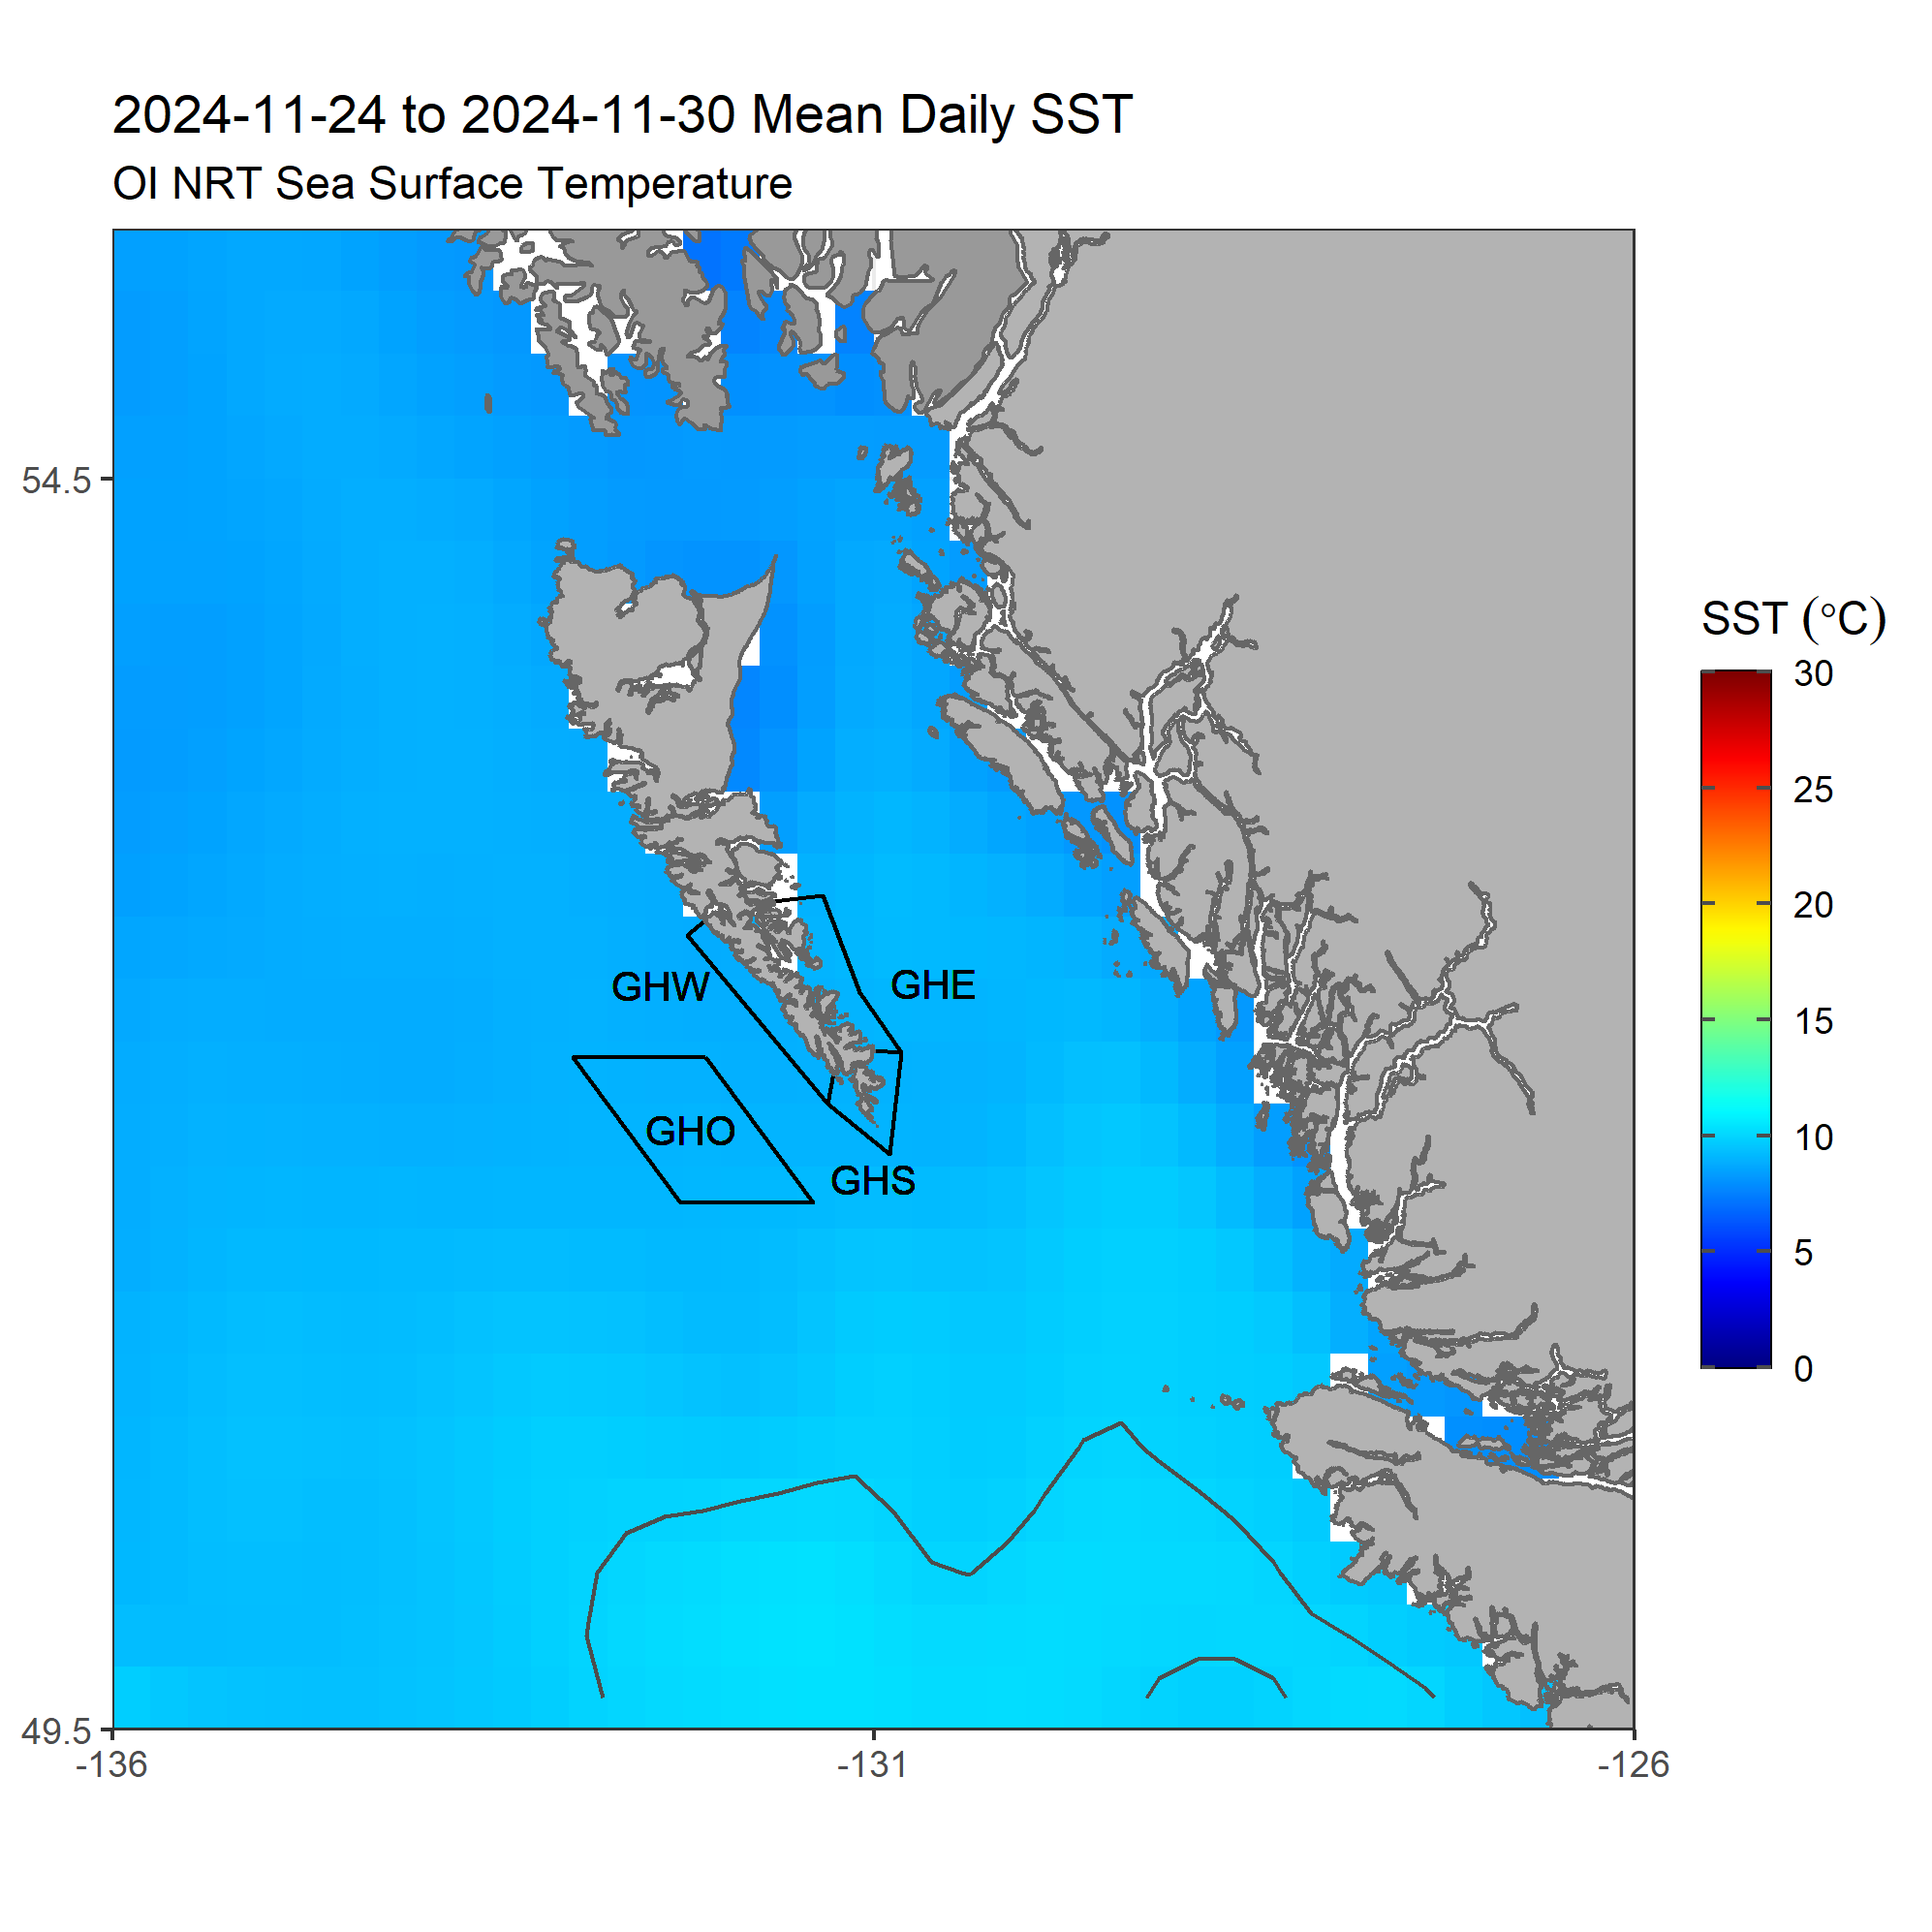 2024-11-24 to 2024-11-30 Mean Daily SST
OI NRT Sea Surface Temperature
54.5
49.5
-136
-131
-126
GHW
GHE
GHO
GHS
SST (°C)
30
25
20
15
10
5
0